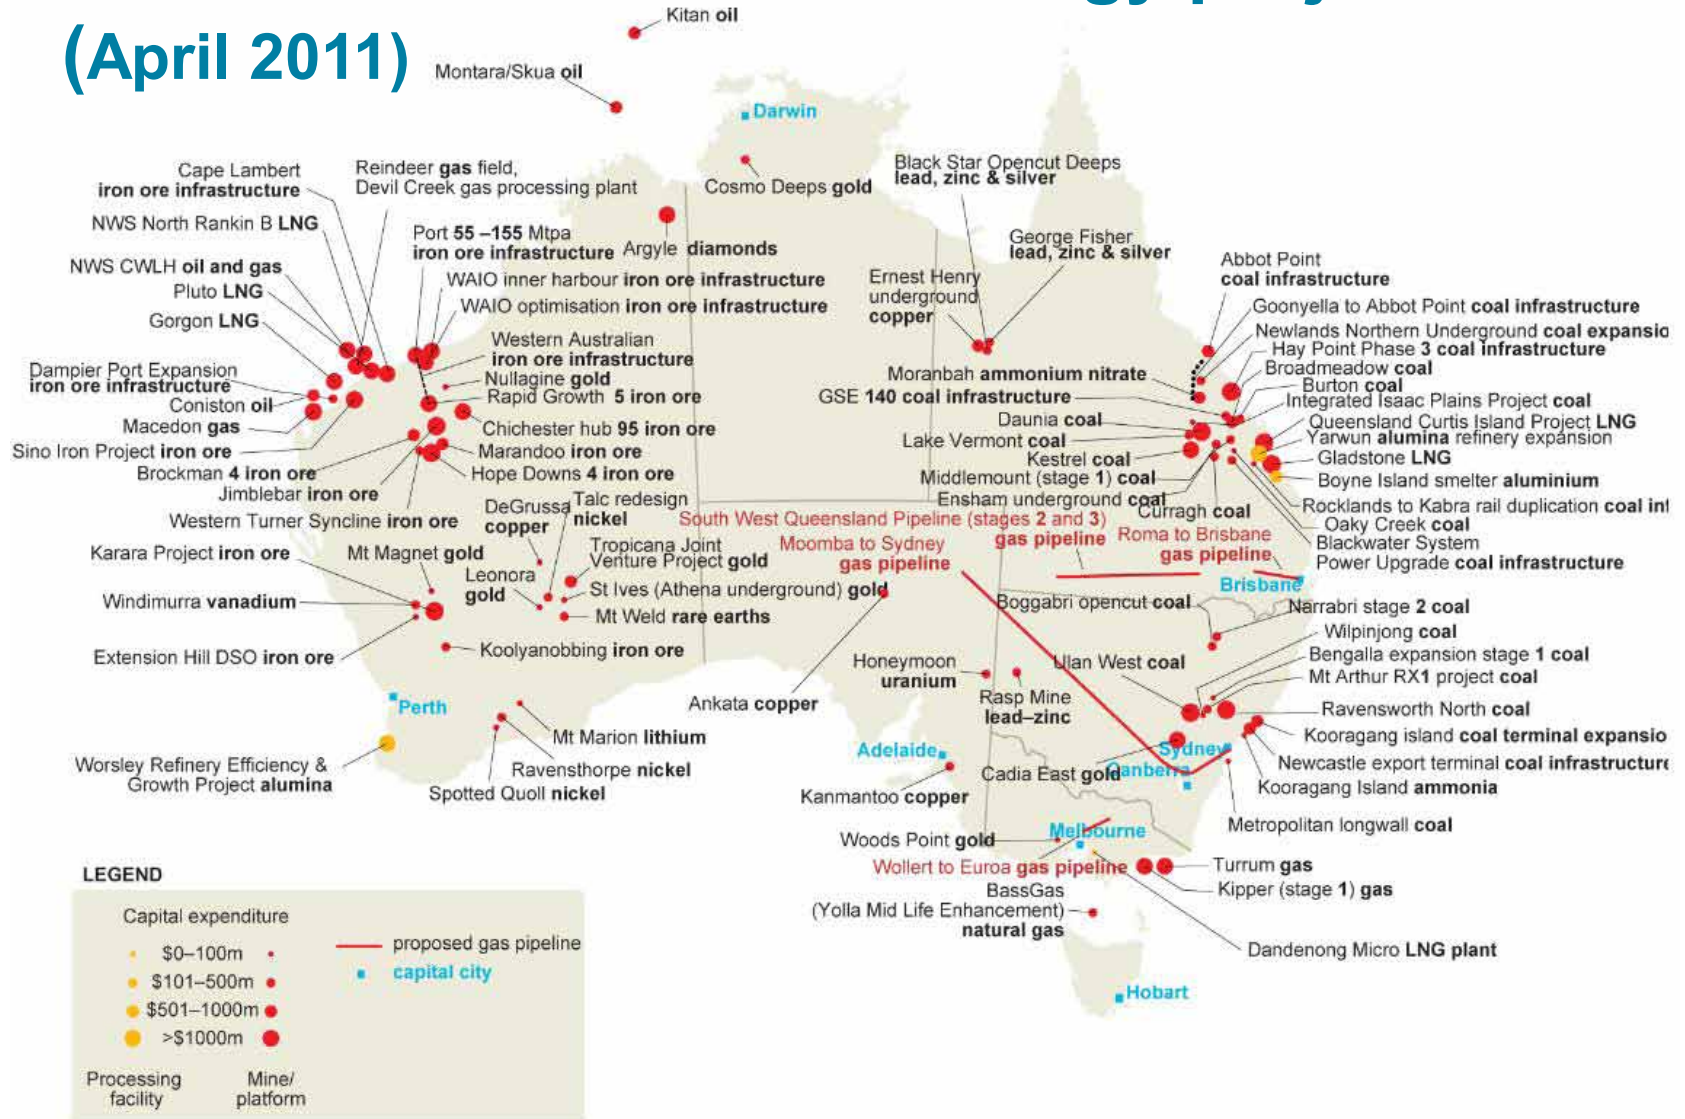 (April 2011)
Kitan oil
Montara/Skua oil
Darwin
Cosmo Deeps gold
Black Star Opencut Deeps
lead, zinc & silver
Cape Lambert
iron ore infrastructure
Reindeer gas field,
Devil Creek gas processing plant
NWS North Rankin B LNG
Port 55 –155 Mtpa
iron ore infrastructure
Argyle diamonds
George Fisher
lead, zinc & silver
NWS CWLH oil and gas
WAIO inner harbour iron ore infrastructure
Pluto LNG
WAIO optimisation iron ore infrastructure
Ernest Henry
underground
copper
Abbot Point
coal infrastructure
Gorgon LNG
Goonyella to Abbot Point coal infrastructure
Western Australian
iron ore infrastructure
Newlands Northern Underground coal expansio
Hay Point Phase 3 coal infrastructure
Dampier Port Expansion
iron ore infrastructure
Nullagine gold
Moranbah ammonium nitrate
Broadmeadow coal
Burton coal
Coniston oil
Rapid Growth 5 iron ore
GSE 140 coal infrastructure
Integrated Isaac Plains Project coal
Macedon gas
Chichester hub 95 iron ore
Daunia coal
Queensland Curtis Island Project LNG
Sino Iron Project iron ore
Marandoo iron ore
Lake Vermont coal
Yarwun alumina refinery expansion
Brockman 4 iron ore
Hope Downs 4 iron ore
Kestrel coal
Gladstone LNG
Jimblebar iron ore
Middlemount (stage 1) coal
Boyne Island smelter aluminium
Western Turner Syncline iron ore
DeGrussa
copper
Talc redesign
nickel
Ensham underground coal
Curragh coal
Rocklands to Kabra rail duplication coal inf
South West Queensland Pipeline (stages 2 and 3)
gas pipeline
Oaky Creek coal
Karara Project iron ore
Mt Magnet gold
Tropicana Joint
Venture Project gold
Moomba to Sydney
gas pipeline
Roma to Brisbane
gas pipeline
Blackwater System
Power Upgrade coal infrastructure
Leonora
gold
St Ives (Athena underground) gold
Brisbane
Windimurra vanadium
Mt Weld rare earths
Boggabri opencut coal
Narrabri stage 2 coal
Wilpinjong coal
Extension Hill DSO iron ore
Koolyanobbing iron ore
Honeymoon
uranium
Ulan West coal
Bengalla expansion stage 1 coal
Mt Arthur RX1 project coal
Perth
Ankata copper
Rasp Mine
lead–zinc
Ravensworth North coal
Mt Marion lithium
Adelaide
Sydney
Kooragang island coal terminal expansio
Worsley Refinery Efficiency &
Growth Project alumina
Ravensthorpe nickel
Cadia East gold
Canberra
Newcastle export terminal coal infrastructure
Spotted Quoll nickel
Kanmantoo copper
Kooragang Island ammonia
Woods Point gold
Melbourne
Metropolitan longwall coal
Wollert to Euroa gas pipeline
Turrum gas
Kipper (stage 1) gas
BassGas
(Yolla Mid Life Enhancement)
natural gas
Dandenong Micro LNG plant
Hobart
LEGEND
Capital expenditure
$0–100m
$101–500m
$501–1000m
>$1000m
Processing
facility
Mine/
platform
proposed gas pipeline
capital city